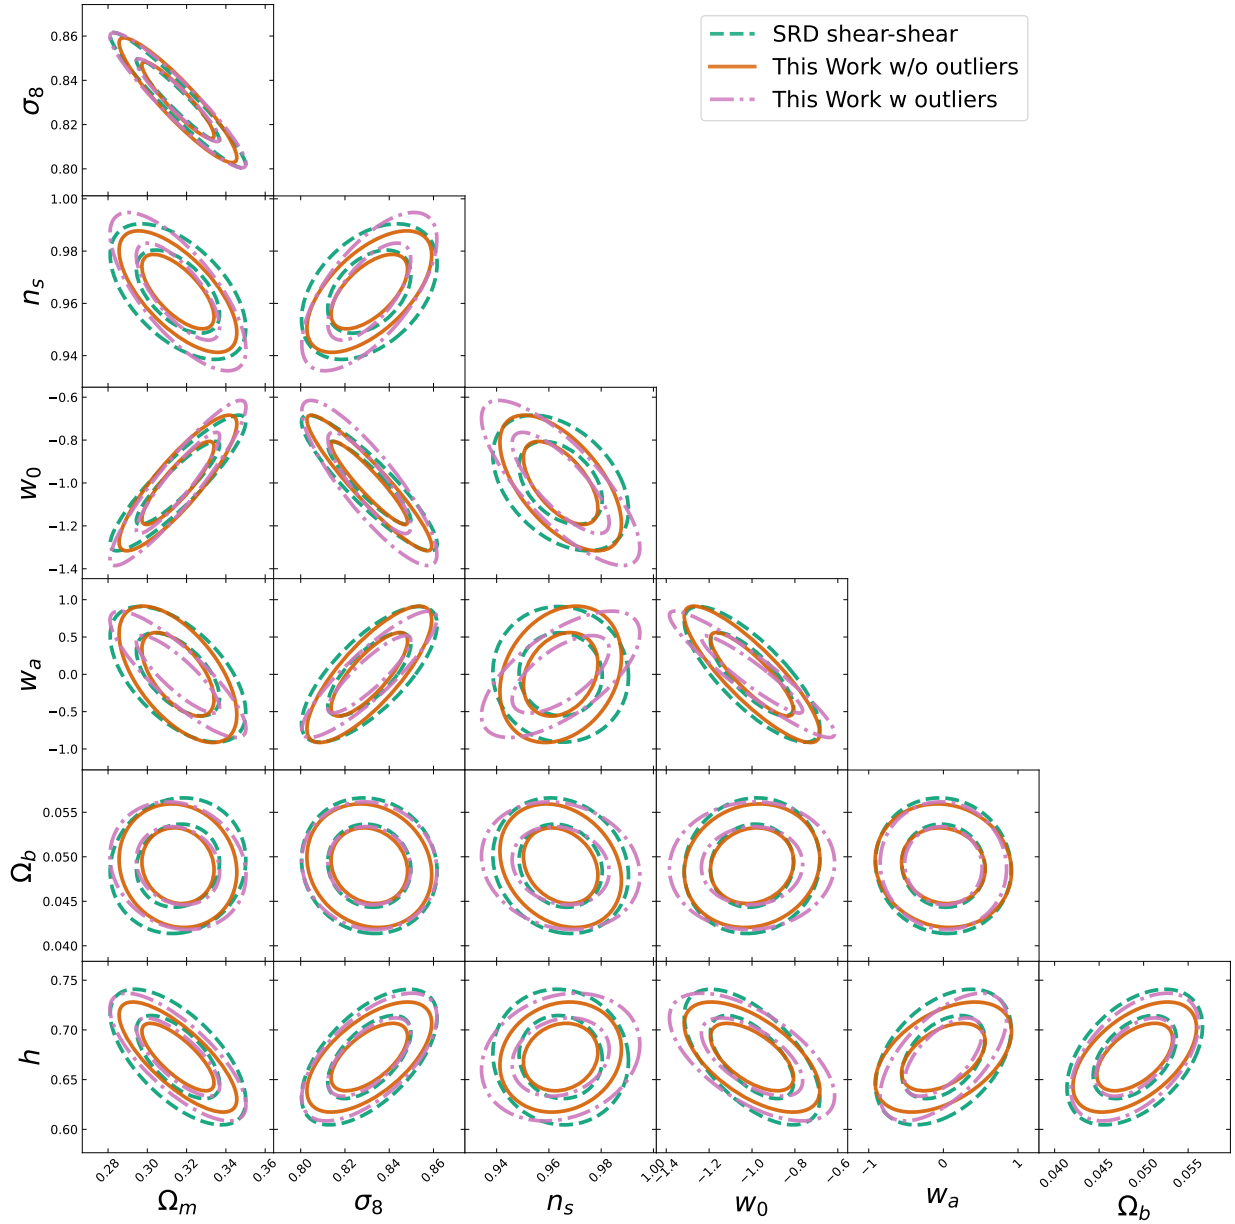 SRD shear-shear
This Work w/o outliers
This Work w outliers
0.86
0.84
0.82
0.80
σ8
1.00
0.98
0.96
0.94
ns
−0.6
−0.8
−1.0
−1.2
−1.4
w0
1.0
0.5
0.0
−0.5
−1.0
wa
0.055
0.050
0.045
0.040
Ωb
0.75
0.70
0.65
0.60
h
0.28 0.30 0.32 0.34 0.36 0.80 0.82 0.84 0.86 0.94 0.96 0.98 1.00 −1.4 −1.2 −1.0 −0.8 −0.6 −1 0 1 0.040 0.045 0.050 0.055
Ωm σ8 ns w0 wa Ωb